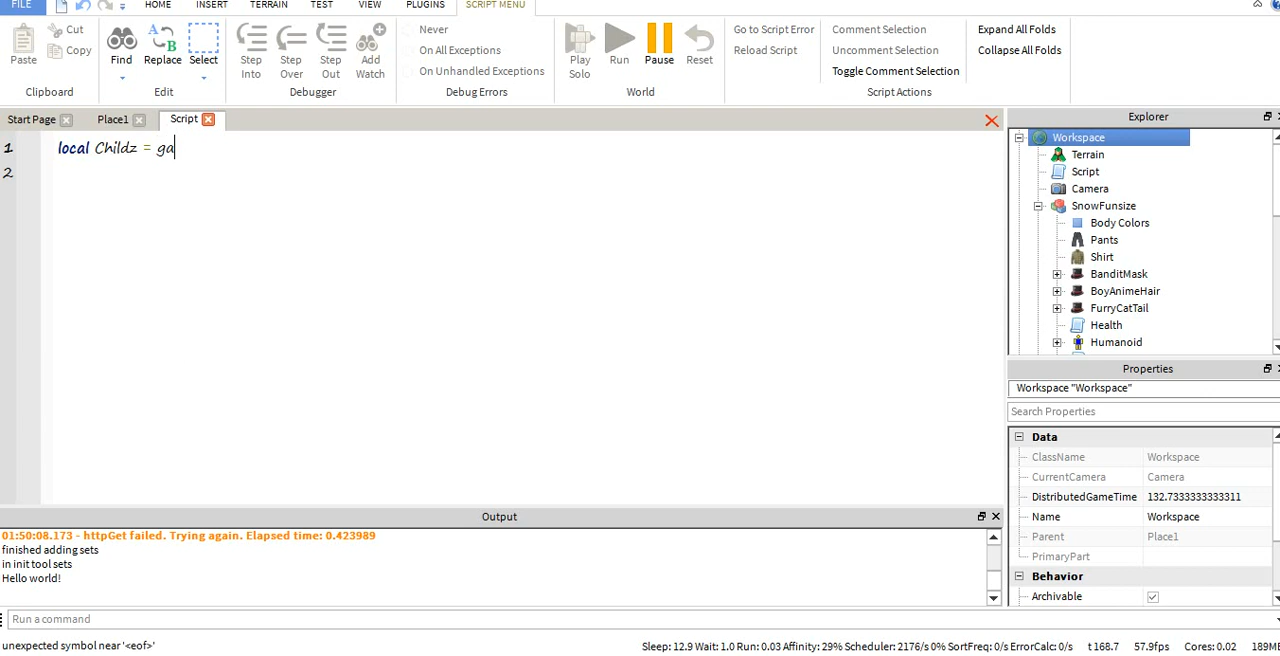 FILE HOME INSERT TERRAIN TEST VIEW PLUGINS SCRIPT MENU
Paste
Cut
Copy
Clipboard
Find
Replace
Select
Edit
Step Into
Step Over
Step Out
Add Watch
Debugger
Never
On All Exceptions
On Unhandled Exceptions
Debug Errors
Play Solo
Run
Pause
Reset
World
Go to Script Error
Reload Script
Comment Selection
Uncomment Selection
Toggle Comment Selection
Script Actions
Expand All Folds
Collapse All Folds
Start Page Place1 Script
1 local Childz = ga
2
Explorer
Workspace
Terrain
Script
Camera
SnowFunsize
Body Colors
Pants
Shirt
BanditMask
BoyAnimeHair
FurryCatTail
Health
Humanoid
Properties
Workspace "Workspace"
Search Properties
Data
ClassName Workspace
CurrentCamera Camera
DistributedGameTime 132.7333333333311
Name Workspace
Parent Place1
PrimaryPart
Behavior
Archivable
Output
01:50:08.173 - httpGet failed. Trying again. Elapsed time: 0.423989
finished adding sets
in init tool sets
Hello world!
Run a command
unexpected symbol near '<eof>'
Sleep: 12.9 Wait: 1.0 Run: 0.03 Affinity: 29% Scheduler: 2176/s 0% SortFreq: 0/s ErrorCalc: 0/s t 168.7 57.9fps Cores: 0.02